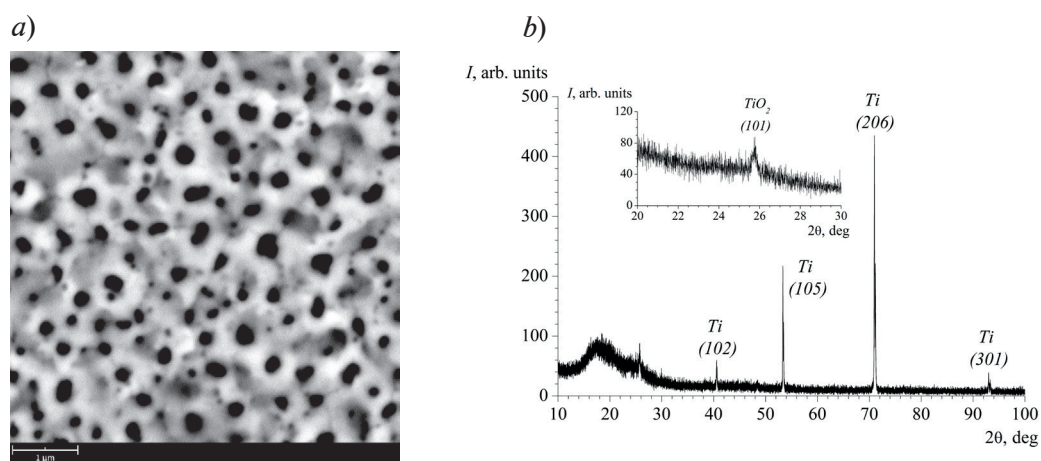 a)
1 μm
b)
I, arb. units
500
400
300
200
100
0
10 20 30 40 50 60 70 80 90 100
2θ, deg
I, arb. units
120
80
40
0
20 22 24 26 28 30
2θ, deg
TiO₂
(101)
Ti
(102)
Ti
(105)
Ti
(206)
Ti
(301)